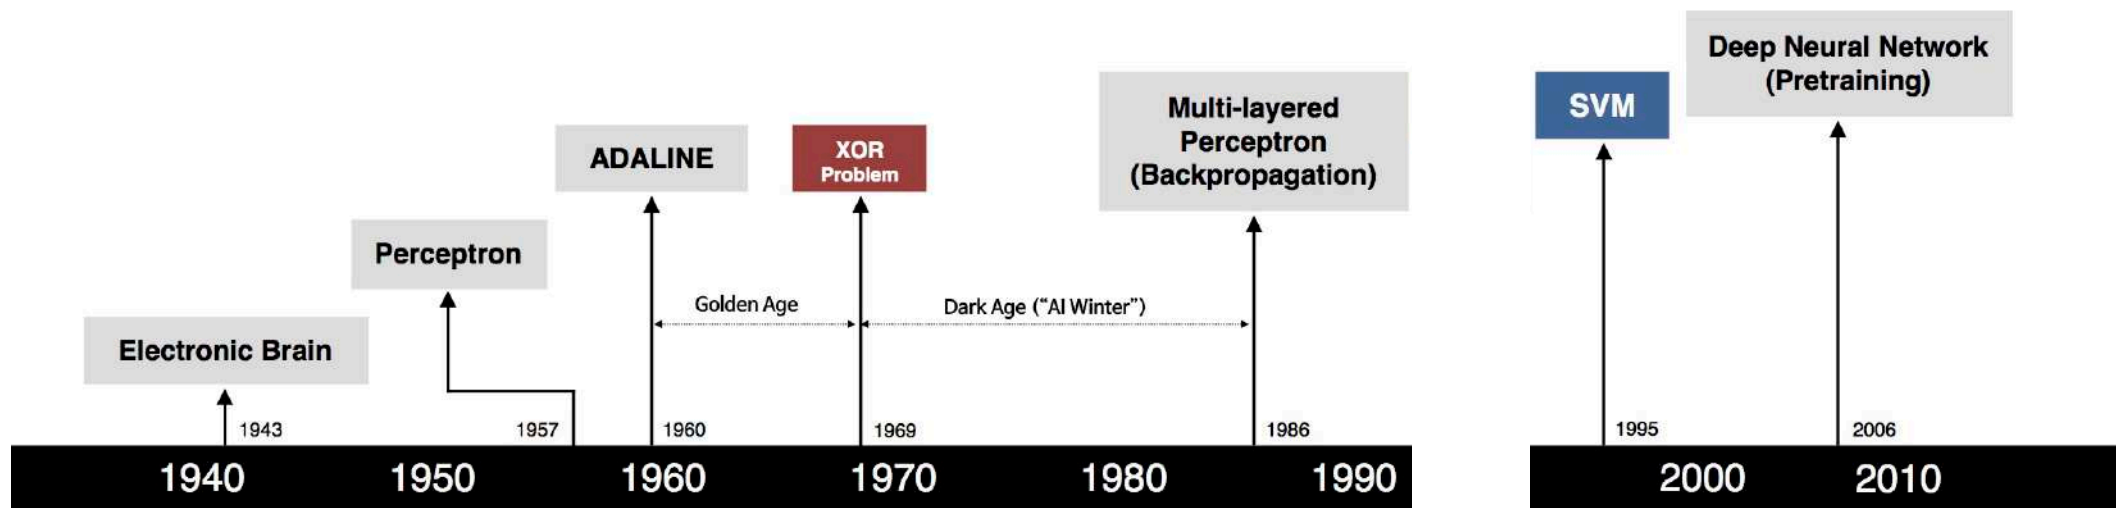 Electronic Brain
1943
Perceptron
1957
ADALINE
1960
Golden Age
XOR
Problem
1969
Dark Age (“AI Winter”)
Multi-layered
Perceptron
(Backpropagation)
1986
SVM
1995
Deep Neural Network
(Pretraining)
2006
1940 1950 1960 1970 1980 1990 2000 2010